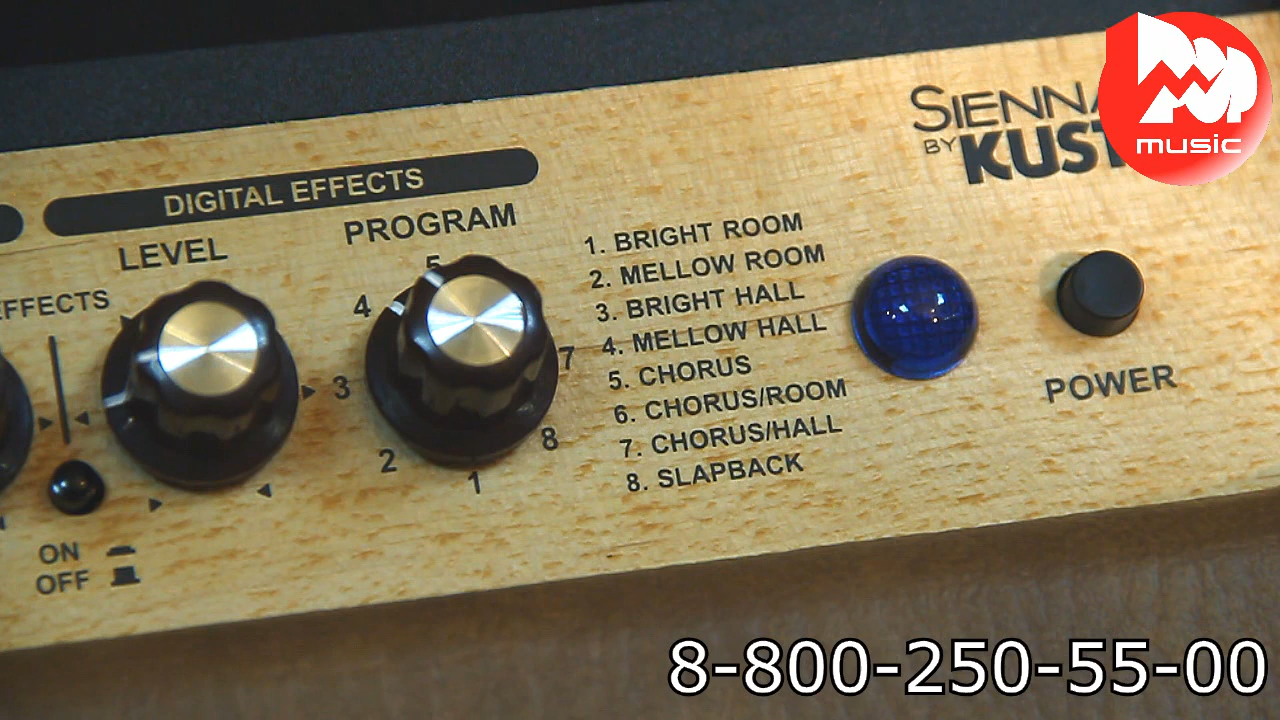 POP
music
SIENNA
BY KUST
DIGITAL EFFECTS
LEVEL
PROGRAM
EFFECTS
5
4
3
2
1
8
7
1. BRIGHT ROOM
2. MELLOW ROOM
3. BRIGHT HALL
4. MELLOW HALL
5. CHORUS
6. CHORUS/ROOM
7. CHORUS/HALL
8. SLAPBACK
POWER
ON
OFF
8-800-250-55-00